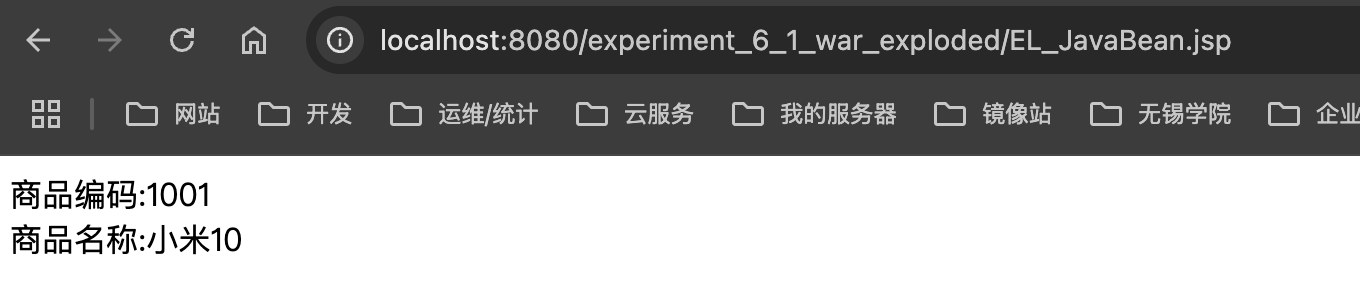 localhost:8080/experiment_6_1_war_exploded/EL_JavaBean.jsp
网站 开发 运维/统计 云服务 我的服务器 镜像站 无锡学院 企业
商品编码:1001
商品名称:小米10